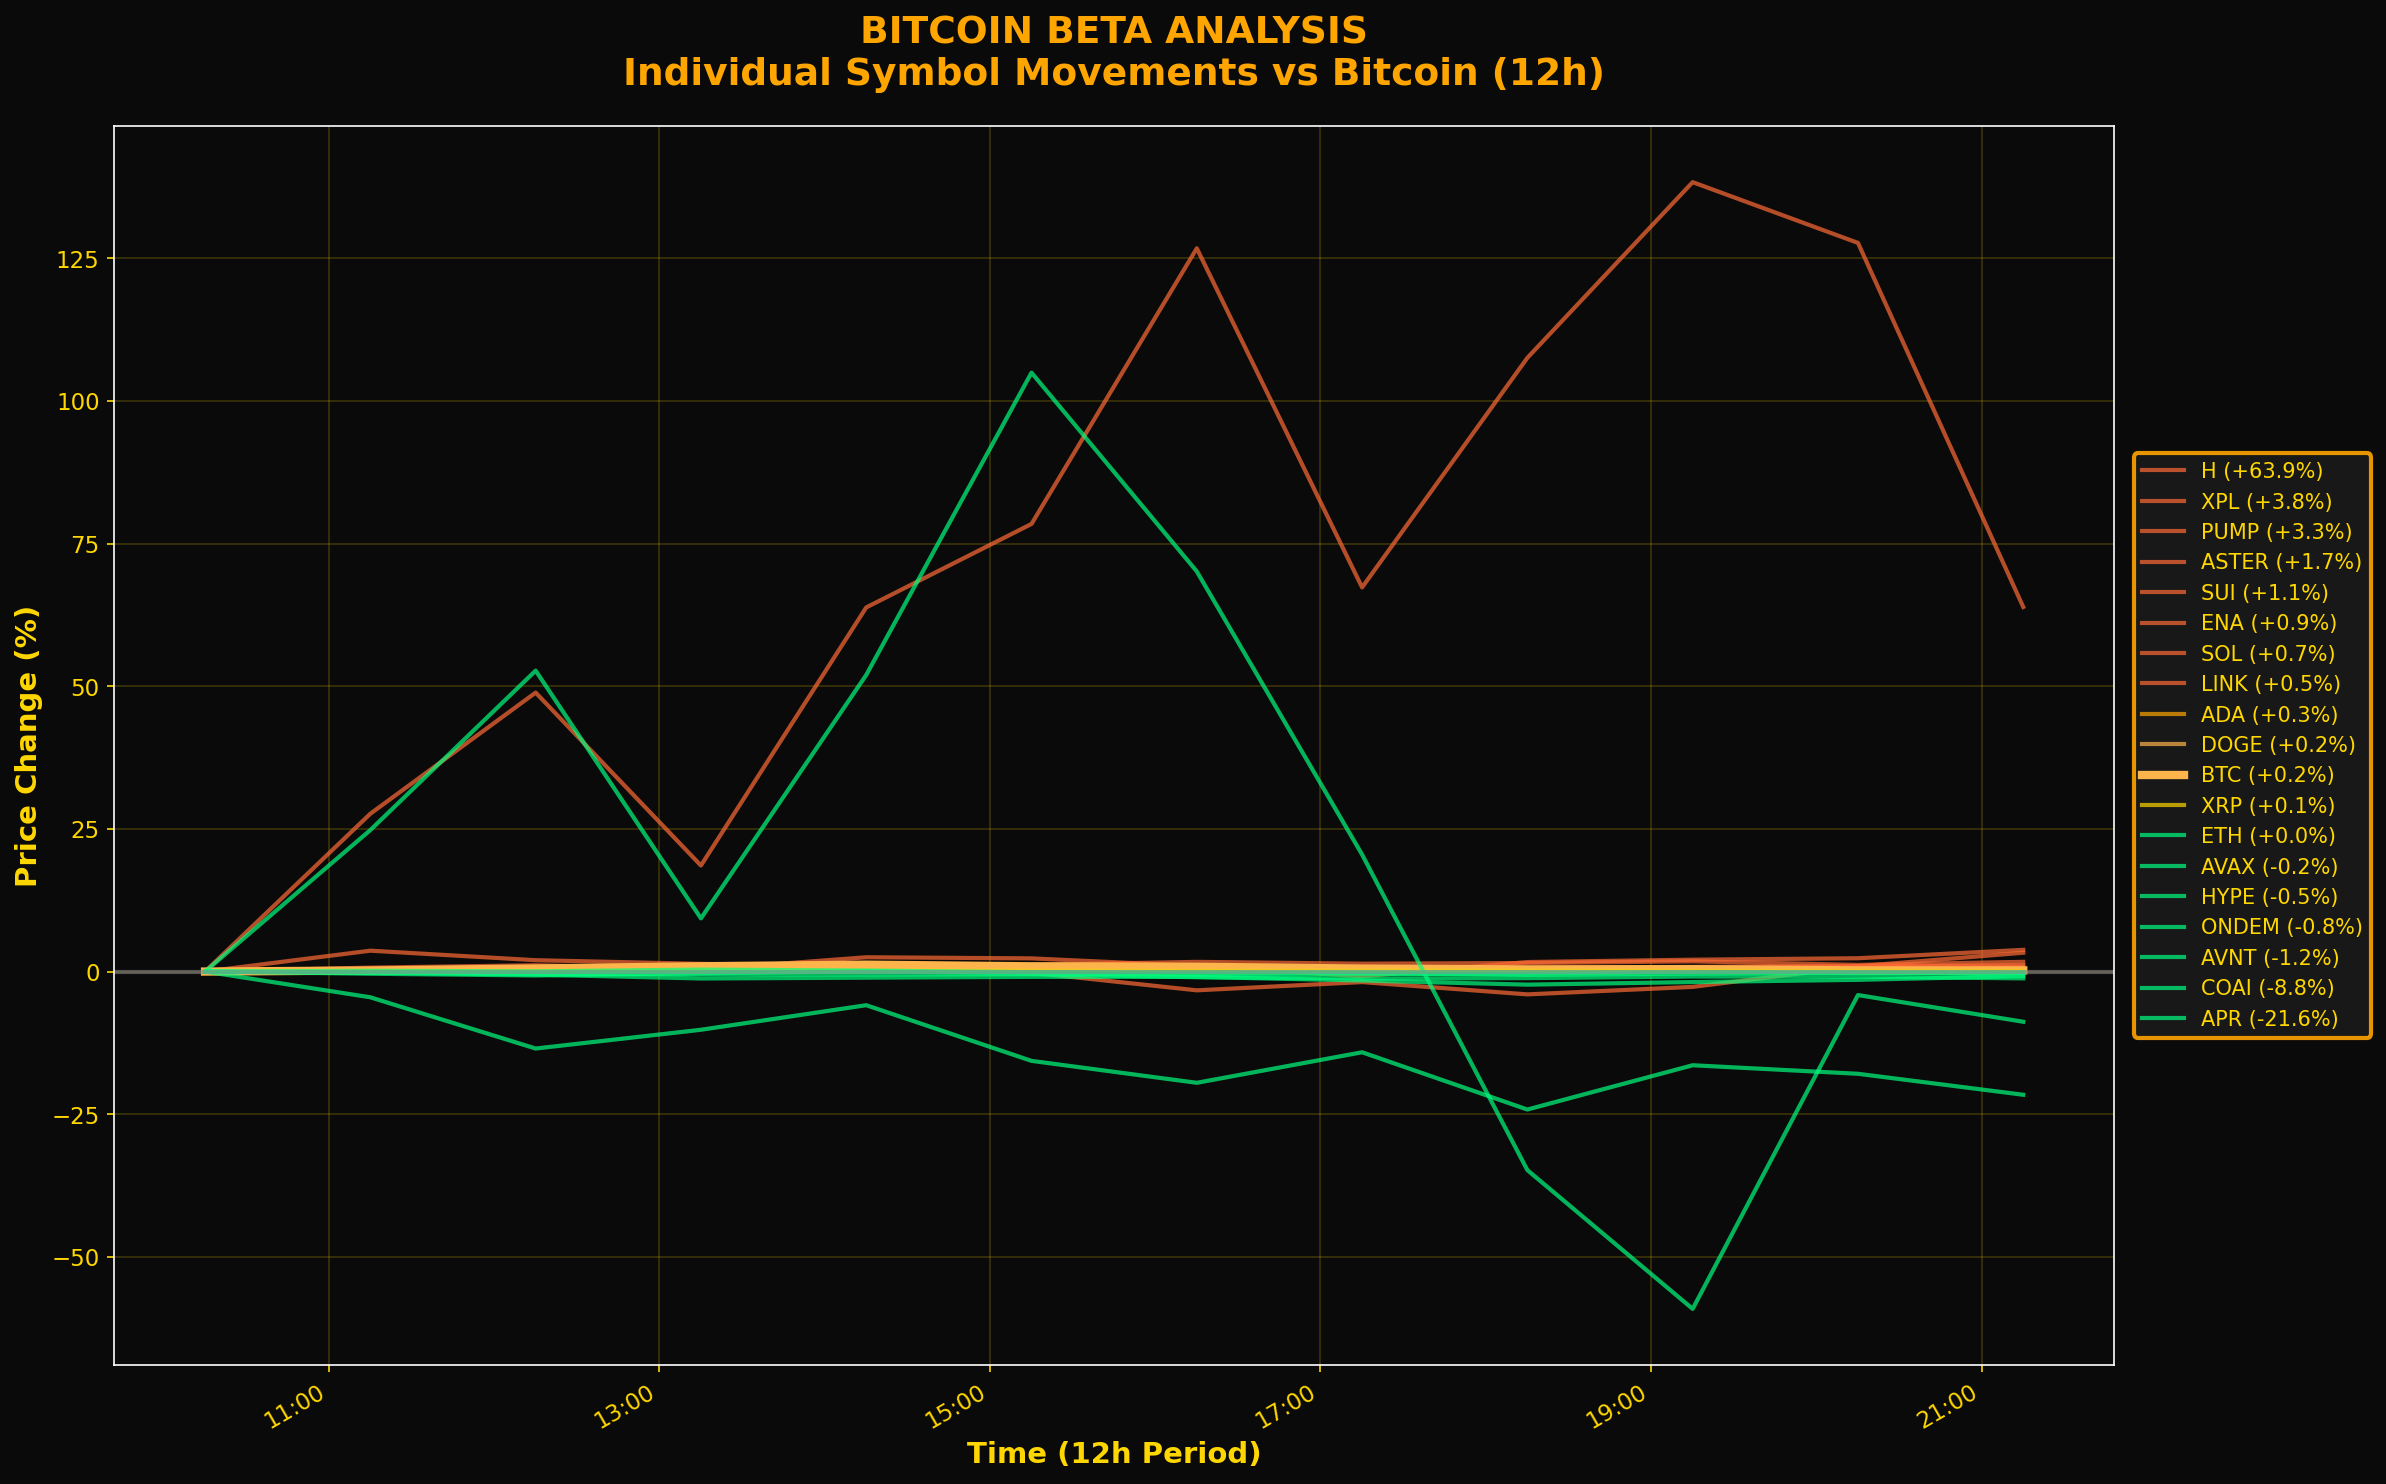 BITCOIN BETA ANALYSIS
Individual Symbol Movements vs Bitcoin (12h)
Price Change (%)
125
100
75
50
25
0
−25
−50
11:00
13:00
15:00
17:00
19:00
21:00
Time (12h Period)
H (+63.9%)
XPL (+3.8%)
PUMP (+3.3%)
ASTER (+1.7%)
SUI (+1.1%)
ENA (+0.9%)
SOL (+0.7%)
LINK (+0.5%)
ADA (+0.3%)
DOGE (+0.2%)
BTC (+0.2%)
XRP (+0.1%)
ETH (+0.0%)
AVAX (-0.2%)
HYPE (-0.5%)
ONDEM (-0.8%)
AVNT (-1.2%)
COAI (-8.8%)
APR (-21.6%)